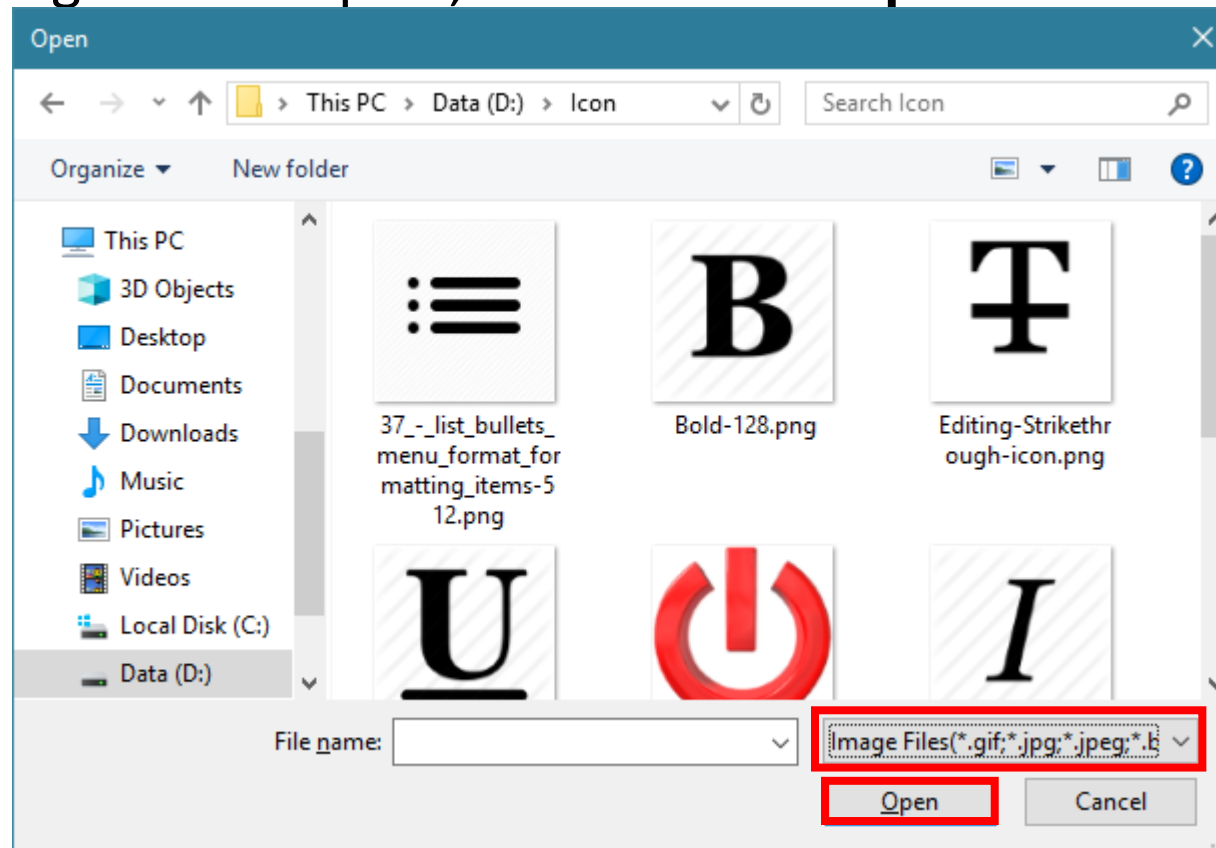 Open
This PC > Data (D:) > Icon
Search Icon
Organize
New folder
This PC
3D Objects
Desktop
Documents
Downloads
Music
Pictures
Videos
Local Disk (C:)
Data (D:)
37_-_list_bullets_
menu_format_for
matting_items-5
12.png
Bold-128.png
Editing-Strikethr
ough-icon.png
B
T
U
I
File name:
Image Files(*.gif;*.jpg;*.jpeg;*.b
Open
Cancel